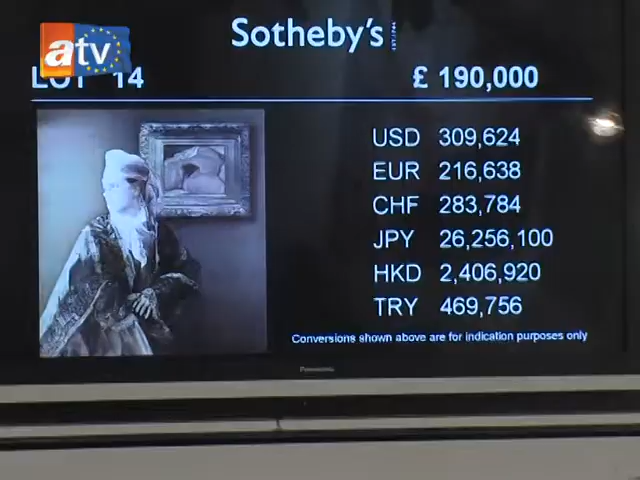 Sotheby's
atv
LOT 14
£ 190,000
USD 309,624
EUR 216,638
CHF 283,784
JPY 26,256,100
HKD 2,406,920
TRY 469,756
Conversions shown above are for indication purposes only
Panasonic